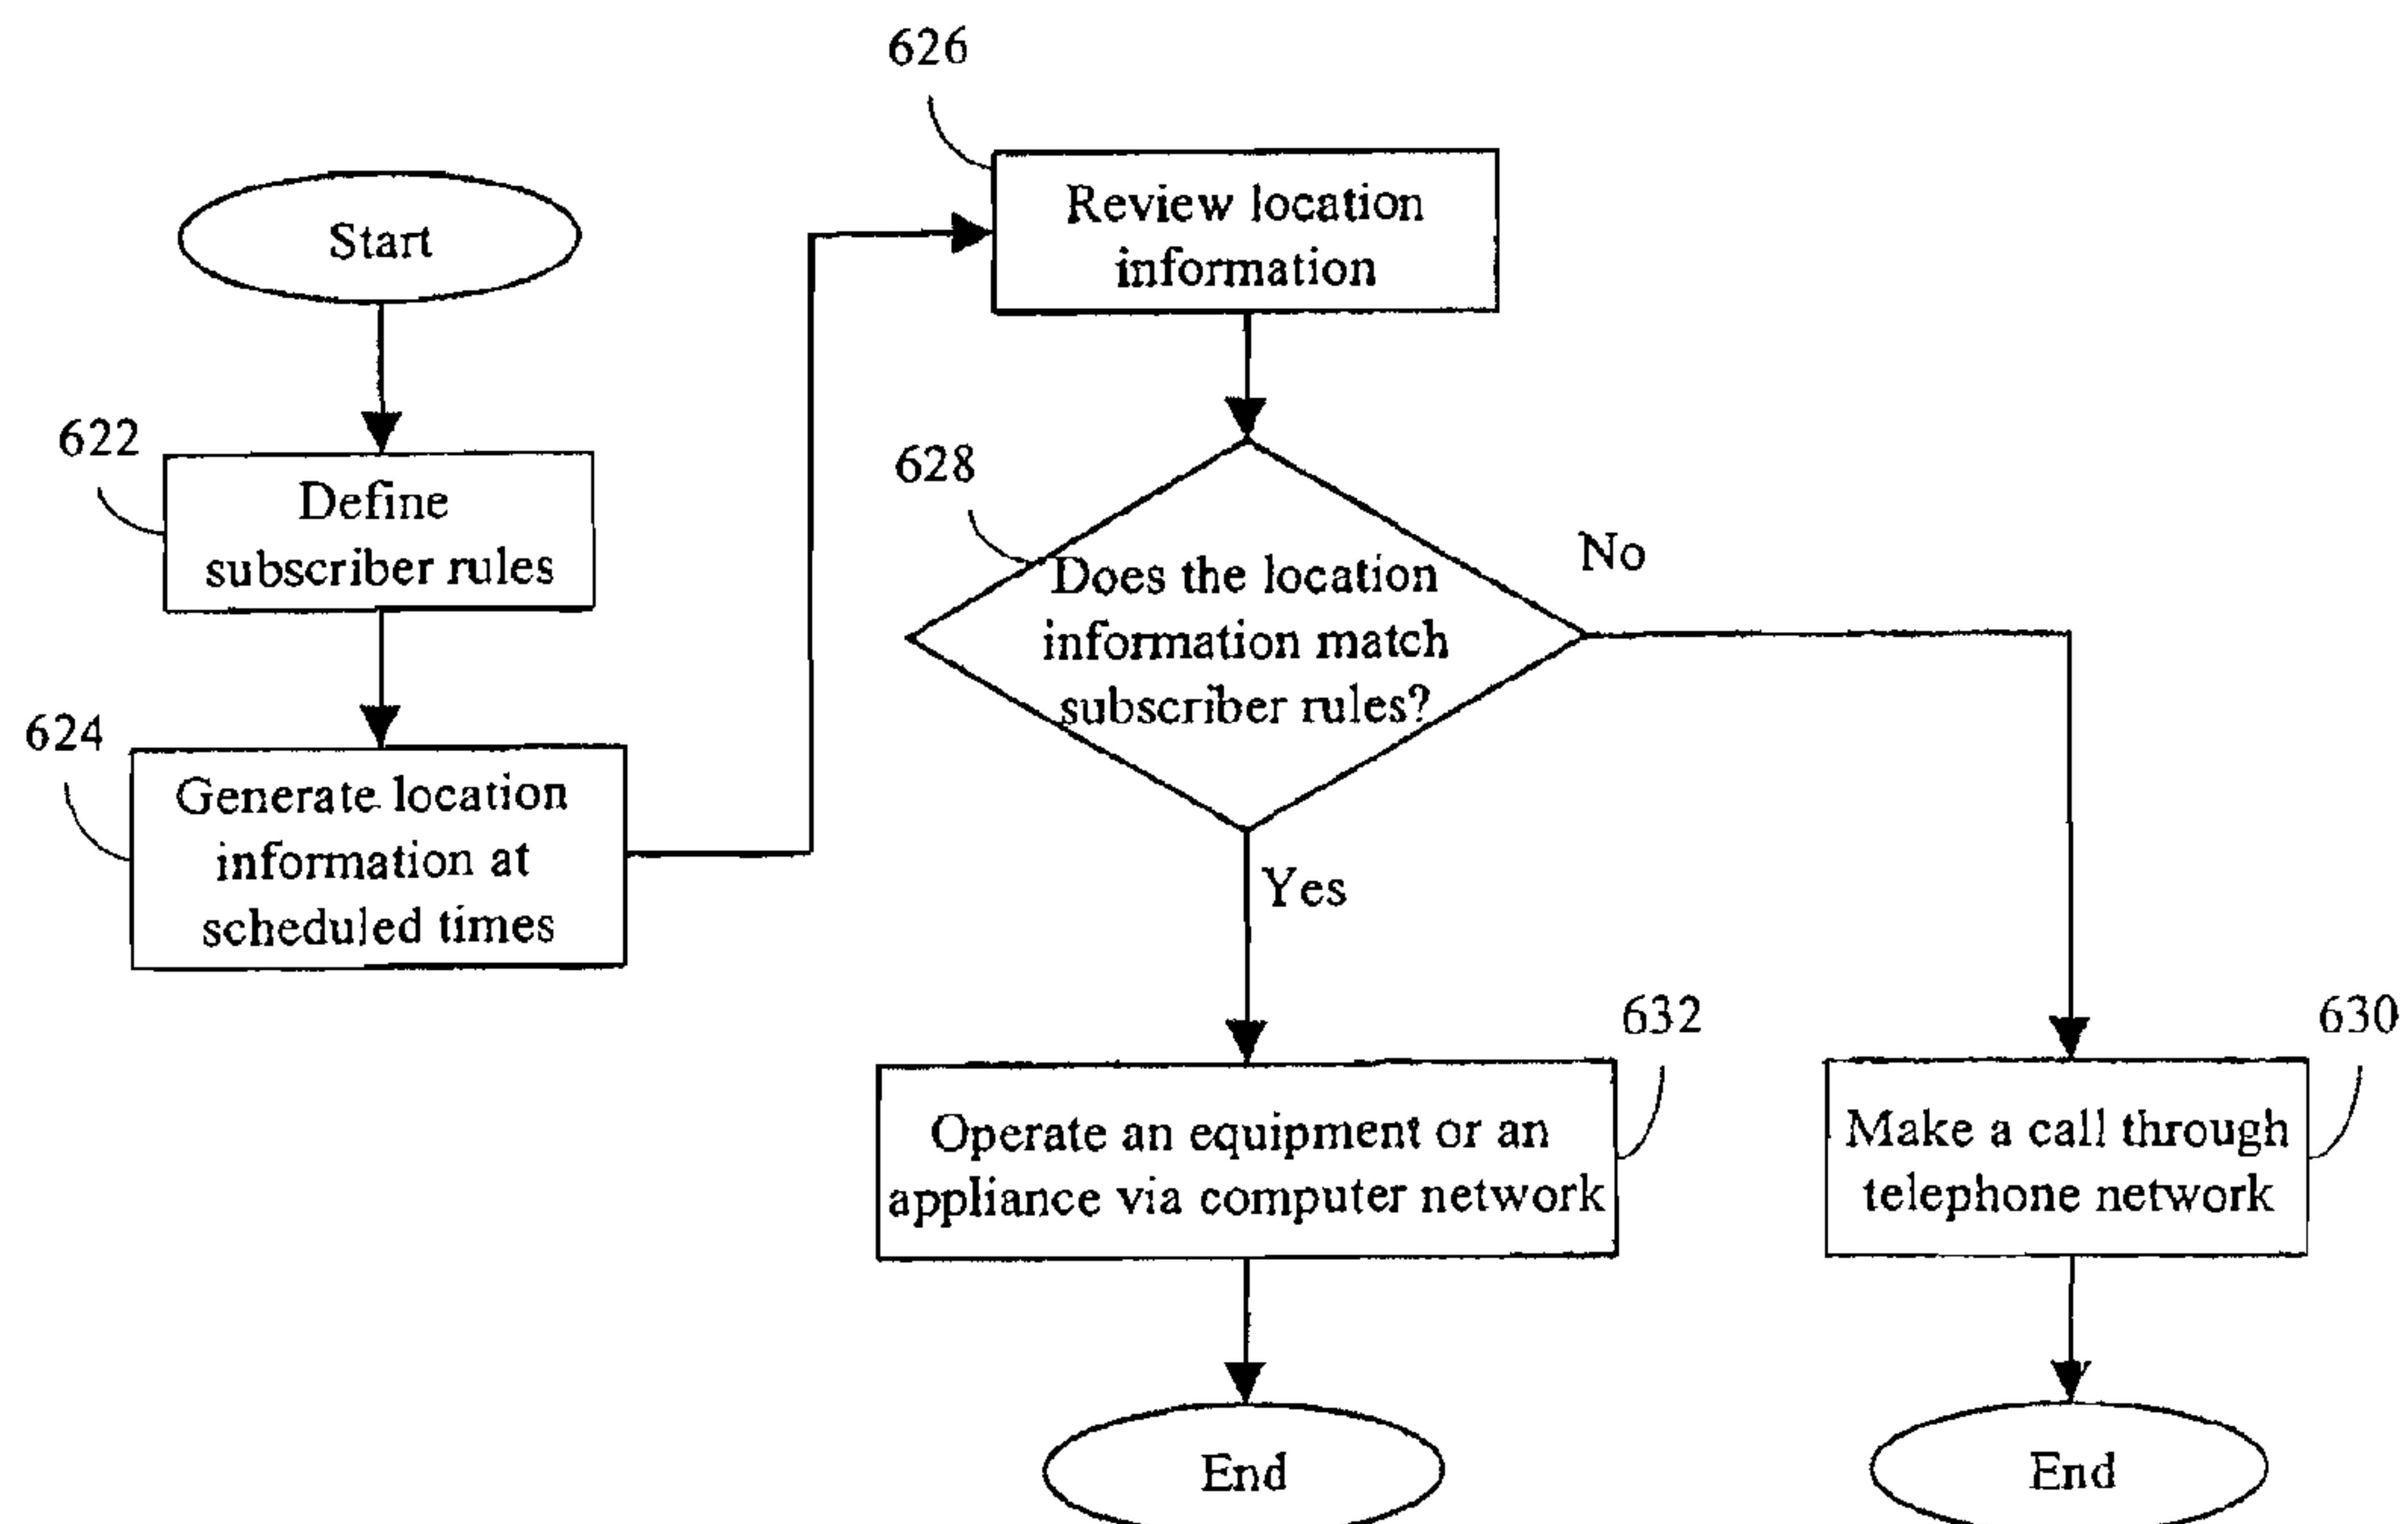 Start
622
Define
subscriber rules
624
Generate location
information at
scheduled times
626
Review location
information
628
Does the location
information match
subscriber rules?
No
Yes
632
Operate an equipment or an
appliance via computer network
630
Make a call through
telephone network
End
End